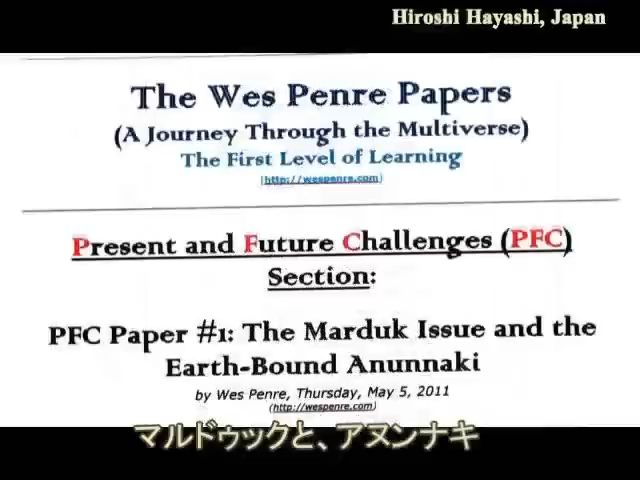 Hiroshi Hayashi, Japan
The Wes Penre Papers
(A Journey Through the Multiverse)
The First Level of Learning
(http://wespenre.com)
Present and Future Challenges (PFC)
Section:
PFC Paper #1: The Marduk Issue and the
Earth-Bound Anunnaki
by Wes Penre, Thursday, May 5, 2011
(http://wespenre.com)
マルドゥックと、アヌンナキ